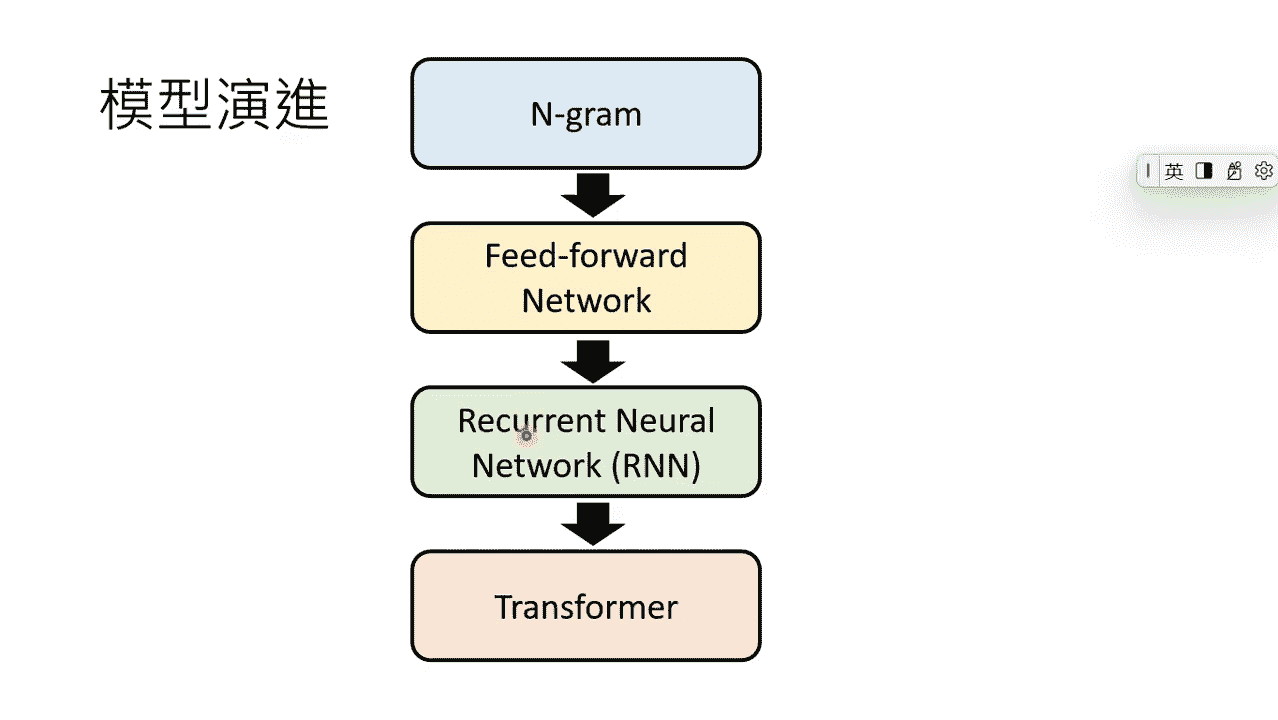 模型演進
N-gram
Feed-forward
Network
Recurrent Neural
Network (RNN)
Transformer
英